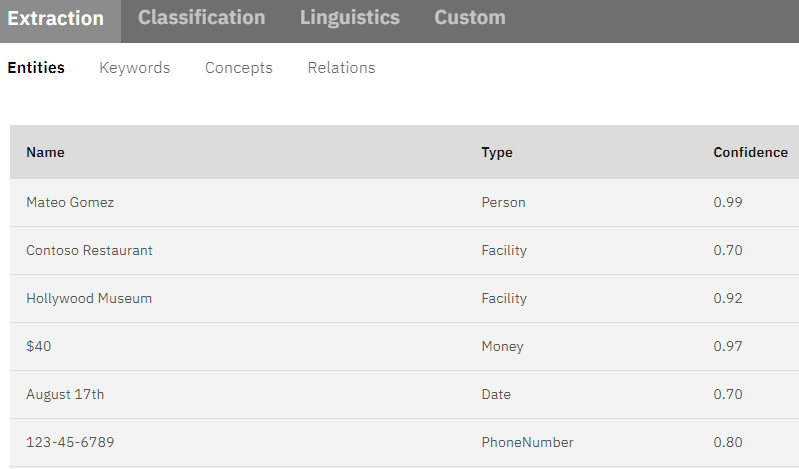 Extraction Classification Linguistics Custom
Entities Keywords Concepts Relations
Name Type Confidence
Mateo Gomez Person 0.99
Contoso Restaurant Facility 0.70
Hollywood Museum Facility 0.92
$40 Money 0.97
August 17th Date 0.70
123-45-6789 PhoneNumber 0.80